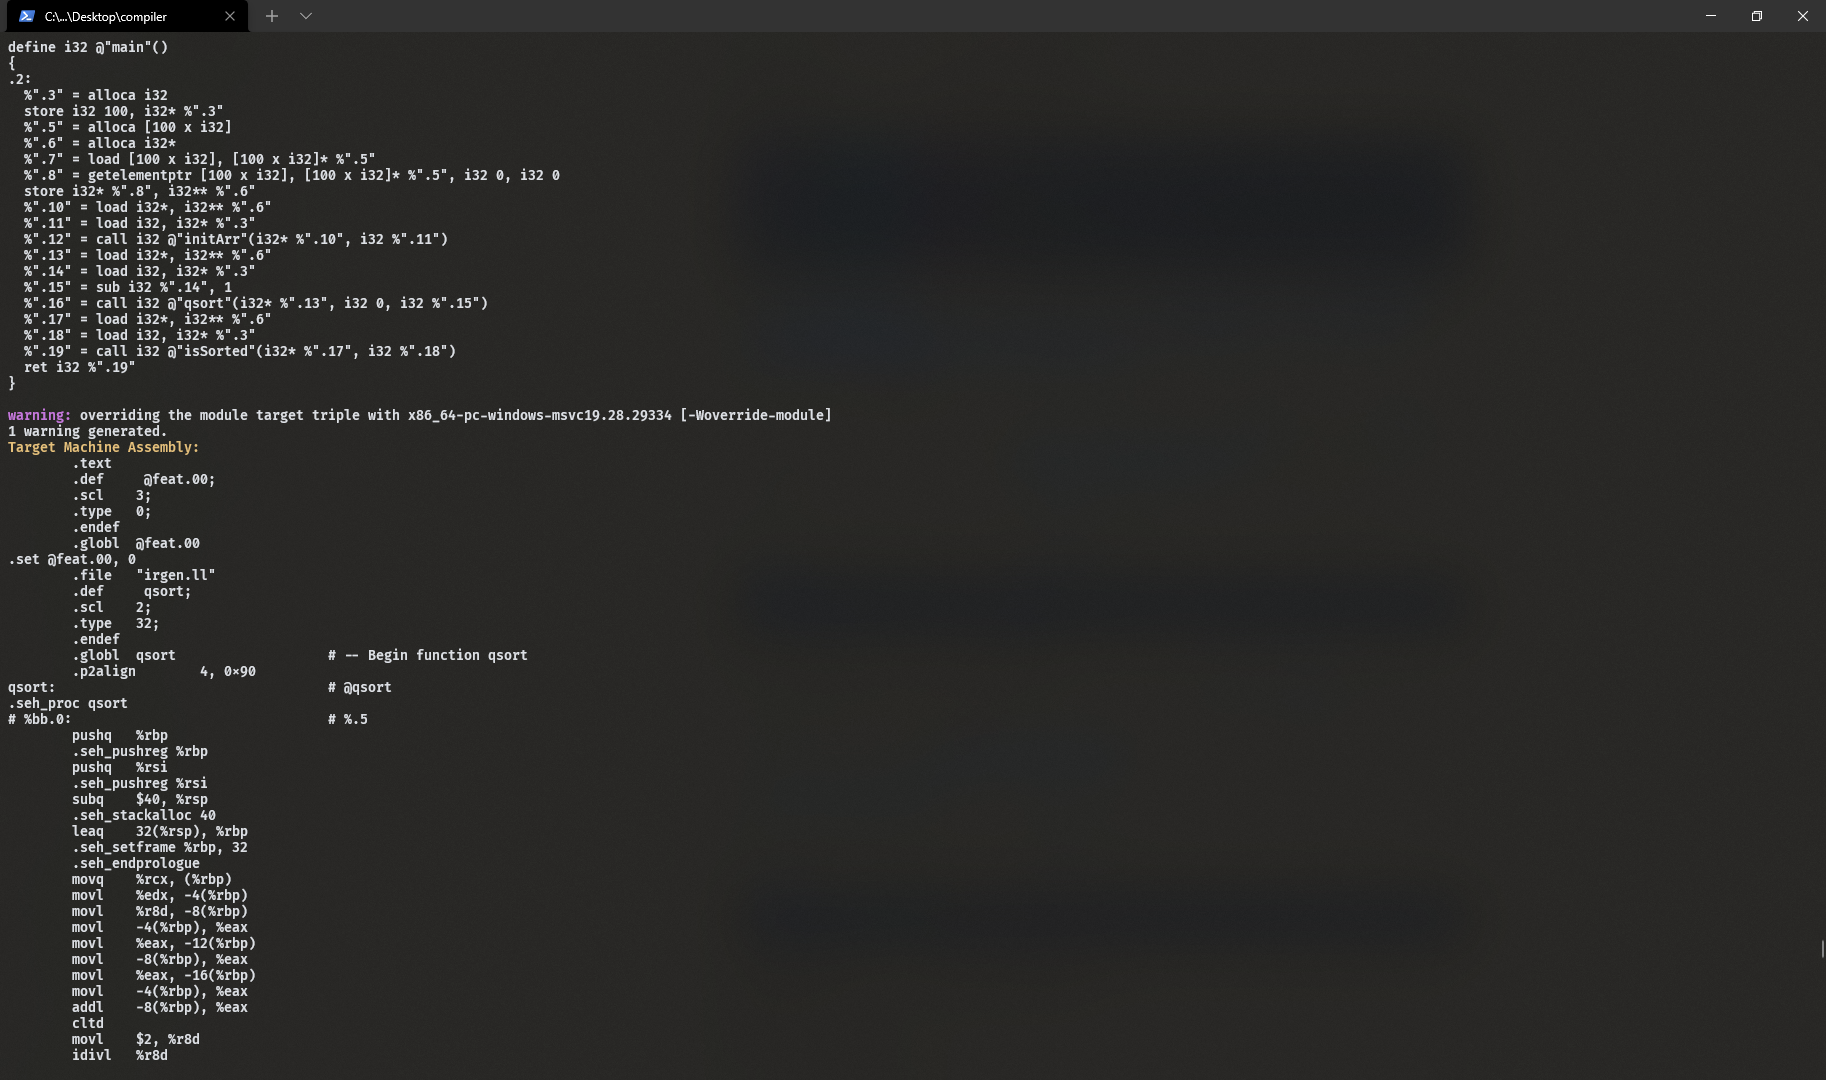 C:\...\Desktop\compiler
define i32 @"main"()
{
.2:
  %".3" = alloca i32
  store i32 100, i32* %".3"
  %".5" = alloca [100 x i32]
  %".6" = alloca i32*
  %".7" = load [100 x i32], [100 x i32]* %".5"
  %".8" = getelementptr [100 x i32], [100 x i32]* %".5", i32 0, i32 0
  store i32* %".8", i32** %".6"
  %".10" = load i32*, i32** %".6"
  %".11" = load i32, i32* %".3"
  %".12" = call i32 @"initArr"(i32* %".10", i32 %".11")
  %".13" = load i32*, i32** %".6"
  %".14" = load i32, i32* %".3"
  %".15" = sub i32 %".14", 1
  %".16" = call i32 @"qsort"(i32* %".13", i32 0, i32 %".15")
  %".17" = load i32*, i32** %".6"
  %".18" = load i32, i32* %".3"
  %".19" = call i32 @"isSorted"(i32* %".17", i32 %".18")
  ret i32 %".19"
}
warning: overriding the module target triple with x86_64-pc-windows-msvc19.28.29334 [-Woverride-module]
1 warning generated.
Target Machine Assembly:
        .text
        .def     @feat.00;
        .scl    3;
        .type   0;
        .endef
        .globl  @feat.00
.set @feat.00, 0
        .file   "irgen.ll"
        .def     qsort;
        .scl    2;
        .type   32;
        .endef
        .globl  qsort                   # -- Begin function qsort
        .p2align        4, 0x90
qsort:                                  # @qsort
.seh_proc qsort
# %bb.0:                                # %.5
        pushq   %rbp
        .seh_pushreg %rbp
        pushq   %rsi
        .seh_pushreg %rsi
        subq    $40, %rsp
        .seh_stackalloc 40
        leaq    32(%rsp), %rbp
        .seh_setframe %rbp, 32
        .seh_endprologue
        movq    %rcx, (%rbp)
        movl    %edx, -4(%rbp)
        movl    %r8d, -8(%rbp)
        movl    -4(%rbp), %eax
        movl    %eax, -12(%rbp)
        movl    -8(%rbp), %eax
        movl    %eax, -16(%rbp)
        movl    -4(%rbp), %eax
        addl    -8(%rbp), %eax
        cltd
        movl    $2, %r8d
        idivl   %r8d